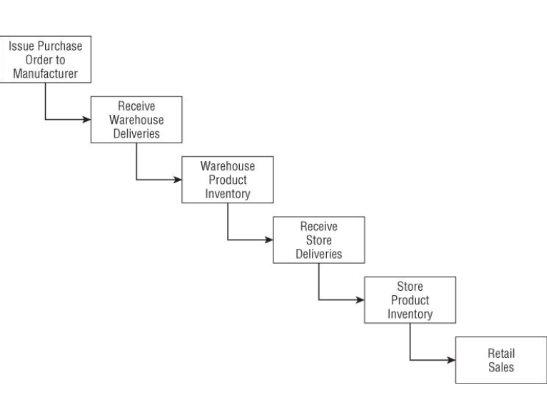 Issue Purchase
Order to
Manufacturer
Receive
Warehouse
Deliveries
Warehouse
Product
Inventory
Receive
Store
Deliveries
Store
Product
Inventory
Retail
Sales